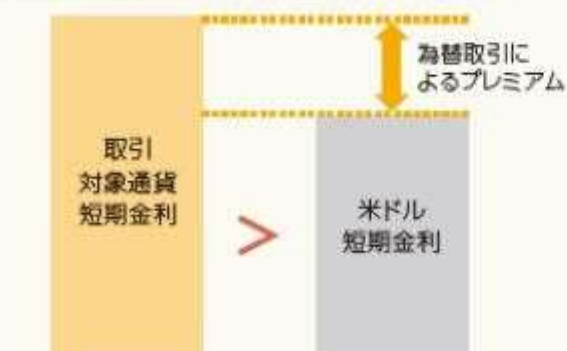 為替取引に
よるプレミアム
取引
対象通貨
短期金利
>
米ドル
短期金利